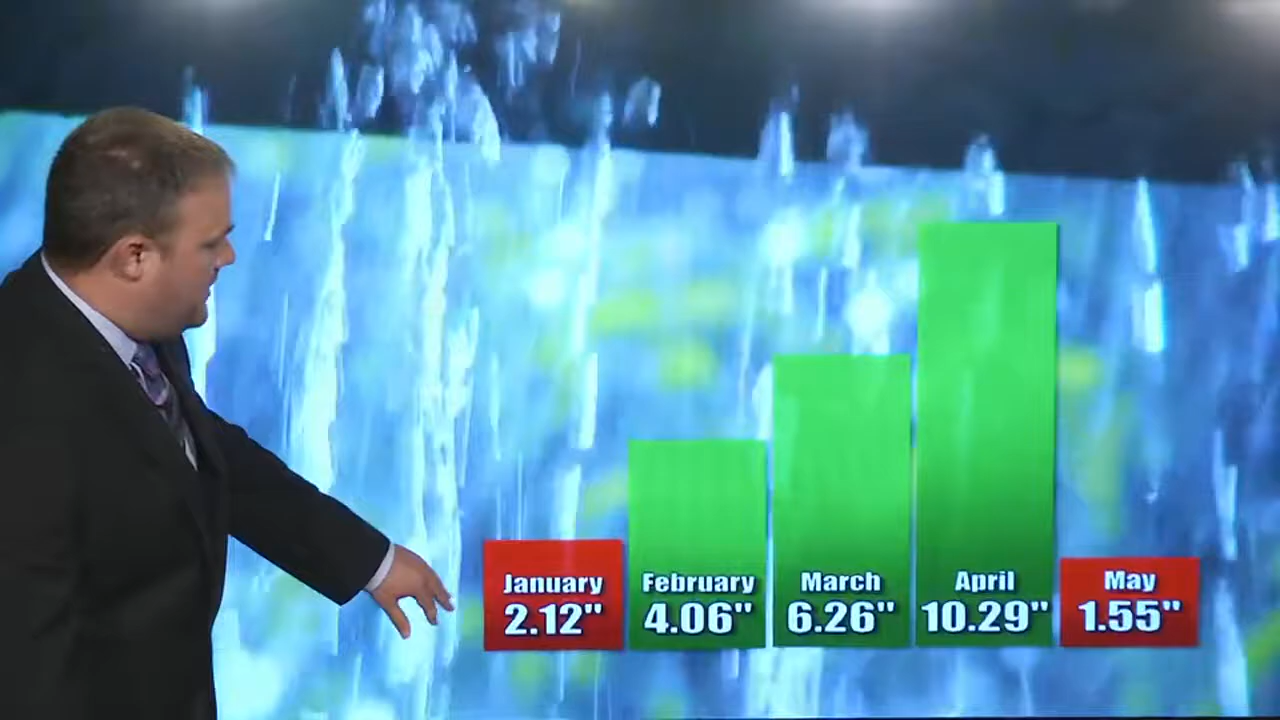 January
2.12"
February
4.06"
March
6.26"
April
10.29"
May
1.55"